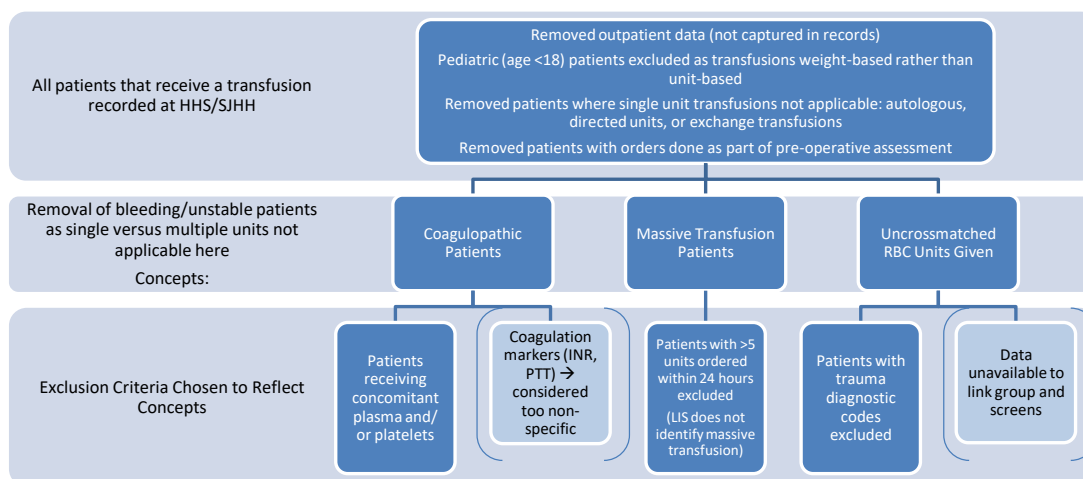 All patients that receive a transfusion
recorded at HHS/SJHH
Removed outpatient data (not captured in records)
Pediatric (age <18) patients excluded as transfusions weight-based rather than
unit-based
Removed patients where single unit transfusions not applicable: autologous,
directed units, or exchange transfusions
Removed patients with orders done as part of pre-operative assessment
Removal of bleeding/unstable patients
as single versus multiple units not
applicable here
Concepts:
Coagulopathic
Patients
Massive Transfusion
Patients
Uncrossmatched
RBC Units Given
Exclusion Criteria Chosen to Reflect
Concepts
Patients
receiving
concomitant
plasma and/
or platelets
Coagulation
markers (INR,
PTT) →
considered
too non-
specific
Patients with >5
units ordered
within 24 hours
excluded
(LIS does not
identify massive
transfusion)
Patients with
trauma
diagnostic
codes
excluded
Data
unavailable to
link group and
screens